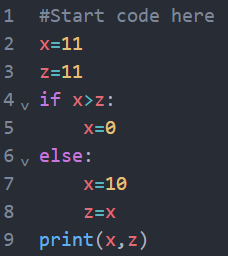 1 #Start code here
2 x=11
3 z=11
4 if x>z:
5     x=0
6 else:
7     x=10
8     z=x
9 print(x,z)